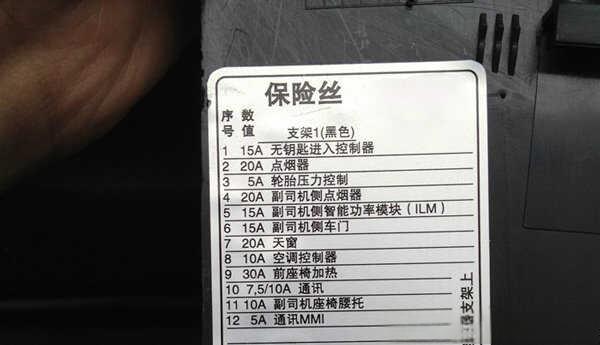 保险丝
序 数
号 值 支架1(黑色)
1 15A 无钥匙进入控制器
2 20A 点烟器
3 5A 轮胎压力控制
4 20A 副司机侧点烟器
5 15A 副司机侧智能功率模块(ILM)
6 15A 副司机侧车门
7 20A 天窗
8 10A 空调控制器
9 30A 前座椅加热
10 7,5/10A 通讯
11 10A 副司机座椅腰托
12 5A 通讯MMI
器支架上